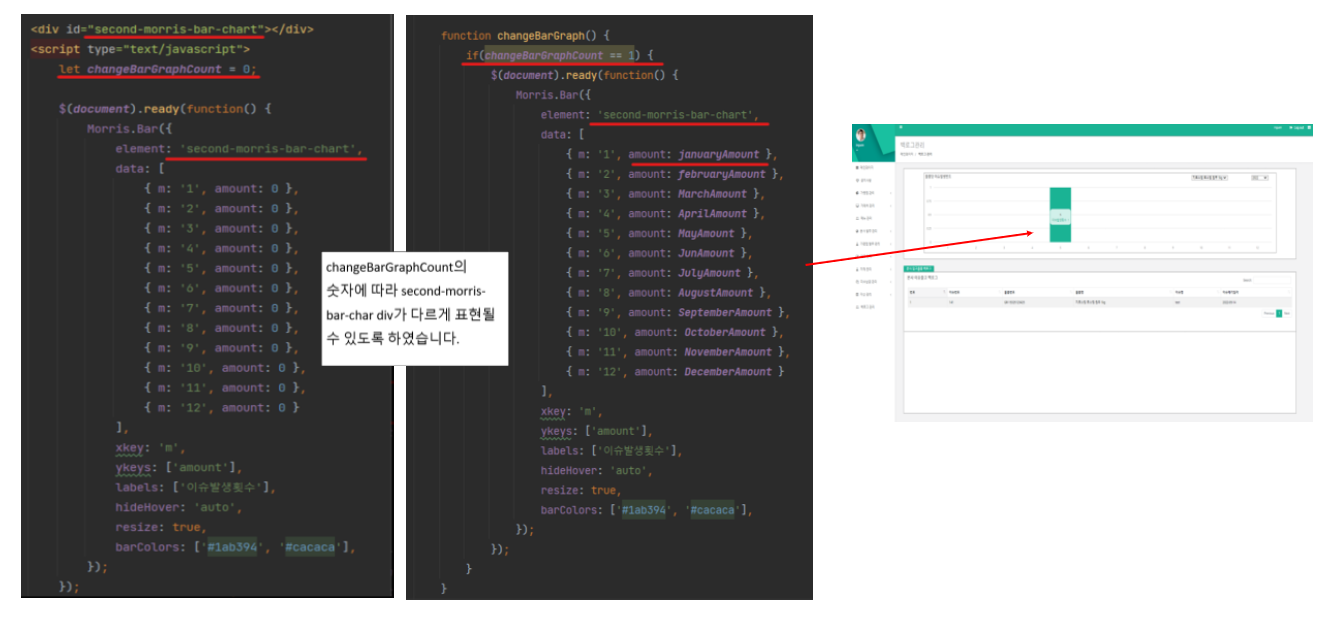 <div id="second-morris-bar-chart"></div>
<script type="text/javascript">
let changeBarGraphCount = 0;
$(document).ready(function() {
Morris.Bar({
element: 'second-morris-bar-chart',
data: [
{ m: '1', amount: 0 },
{ m: '2', amount: 0 },
{ m: '3', amount: 0 },
{ m: '4', amount: 0 },
{ m: '5', amount: 0 },
{ m: '6', amount: 0 },
{ m: '7', amount: 0 },
{ m: '8', amount: 0 },
{ m: '9', amount: 0 },
{ m: '10', amount: 0 },
{ m: '11', amount: 0 },
{ m: '12', amount: 0 }
],
xkey: 'm',
ykeys: ['amount'],
labels: ['이슈발생횟수'],
hideHover: 'auto',
resize: true,
barColors: ['#1ab394', '#cacaca'],
});
});
changeBarGraphCount의
숫자에 따라 second-morris-
bar-char div가 다르게 표현될
수 있도록 하였습니다.
function changeBarGraph() {
if(changeBarGraphCount == 1) {
$(document).ready(function() {
Morris.Bar({
element: 'second-morris-bar-chart',
data: [
{ m: '1', amount: januaryAmount },
{ m: '2', amount: februaryAmount },
{ m: '3', amount: MarchAmount },
{ m: '4', amount: AprilAmount },
{ m: '5', amount: MayAmount },
{ m: '6', amount: JunAmount },
{ m: '7', amount: JulyAmount },
{ m: '8', amount: AugustAmount },
{ m: '9', amount: SeptemberAmount },
{ m: '10', amount: OctoberAmount },
{ m: '11', amount: NovemberAmount },
{ m: '12', amount: DecemberAmount }
],
xkey: 'm',
ykeys: ['amount'],
labels: ['이슈발생횟수'],
hideHover: 'auto',
resize: true,
barColors: ['#1ab394', '#cacaca'],
});
});
}
}
백로그관리